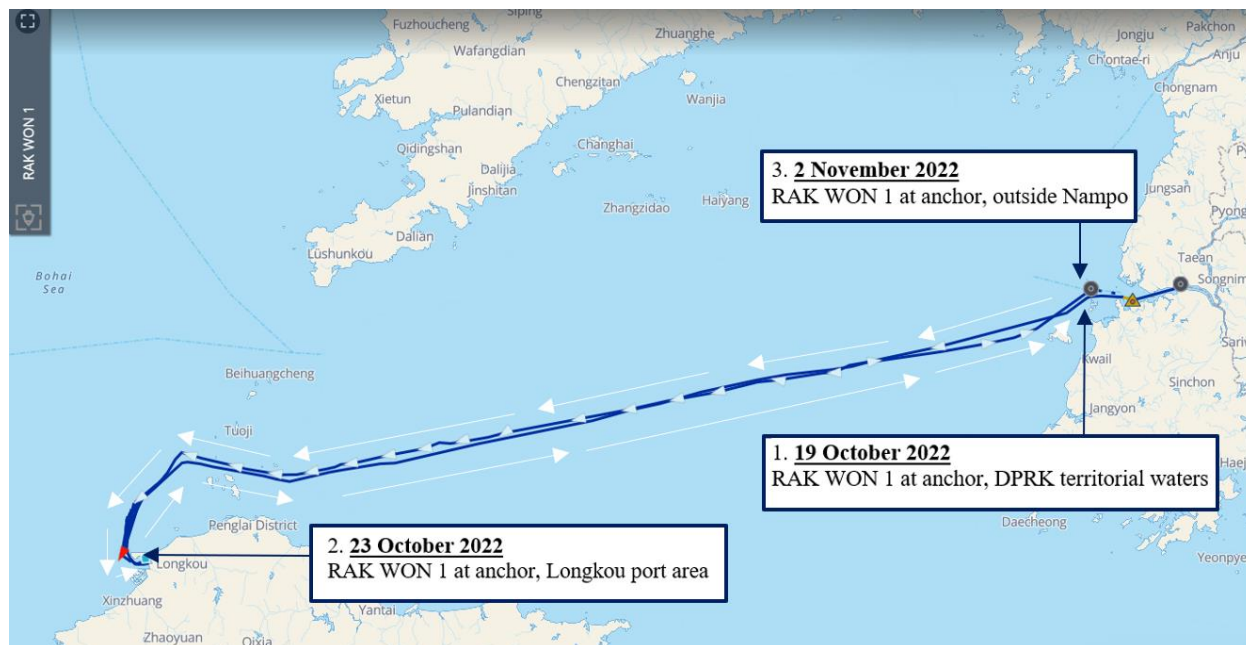 RAK WON 1
Fuzhoucheng
Siping
Wafangdian
Zhuanghe
Jongju
Pakchon
Ch'ontae-ri
Anju
Chongnam
Chengzitan
Wanjia
Xietun
Pulandian
Qidingshan
Changhai
Dalijia
Jinshitan
Zhangzidao
Haiyang
Dalian
Lüshunkou
Bohai
Sea
3. 2 November 2022
RAK WON 1 at anchor, outside Nampo
Jungsan
Pyong
Taean
Songnim
Sariw
Kwail
Sinchon
Jangyon
Beihuangcheng
Tuoji
1. 19 October 2022
RAK WON 1 at anchor, DPRK territorial waters
Haej
Daecheong
Yeonpye
Penglai District
2. 23 October 2022
RAK WON 1 at anchor, Longkou port area
Longkou
Xinzhuang
Yantai
Zhaoyuan
Qixia